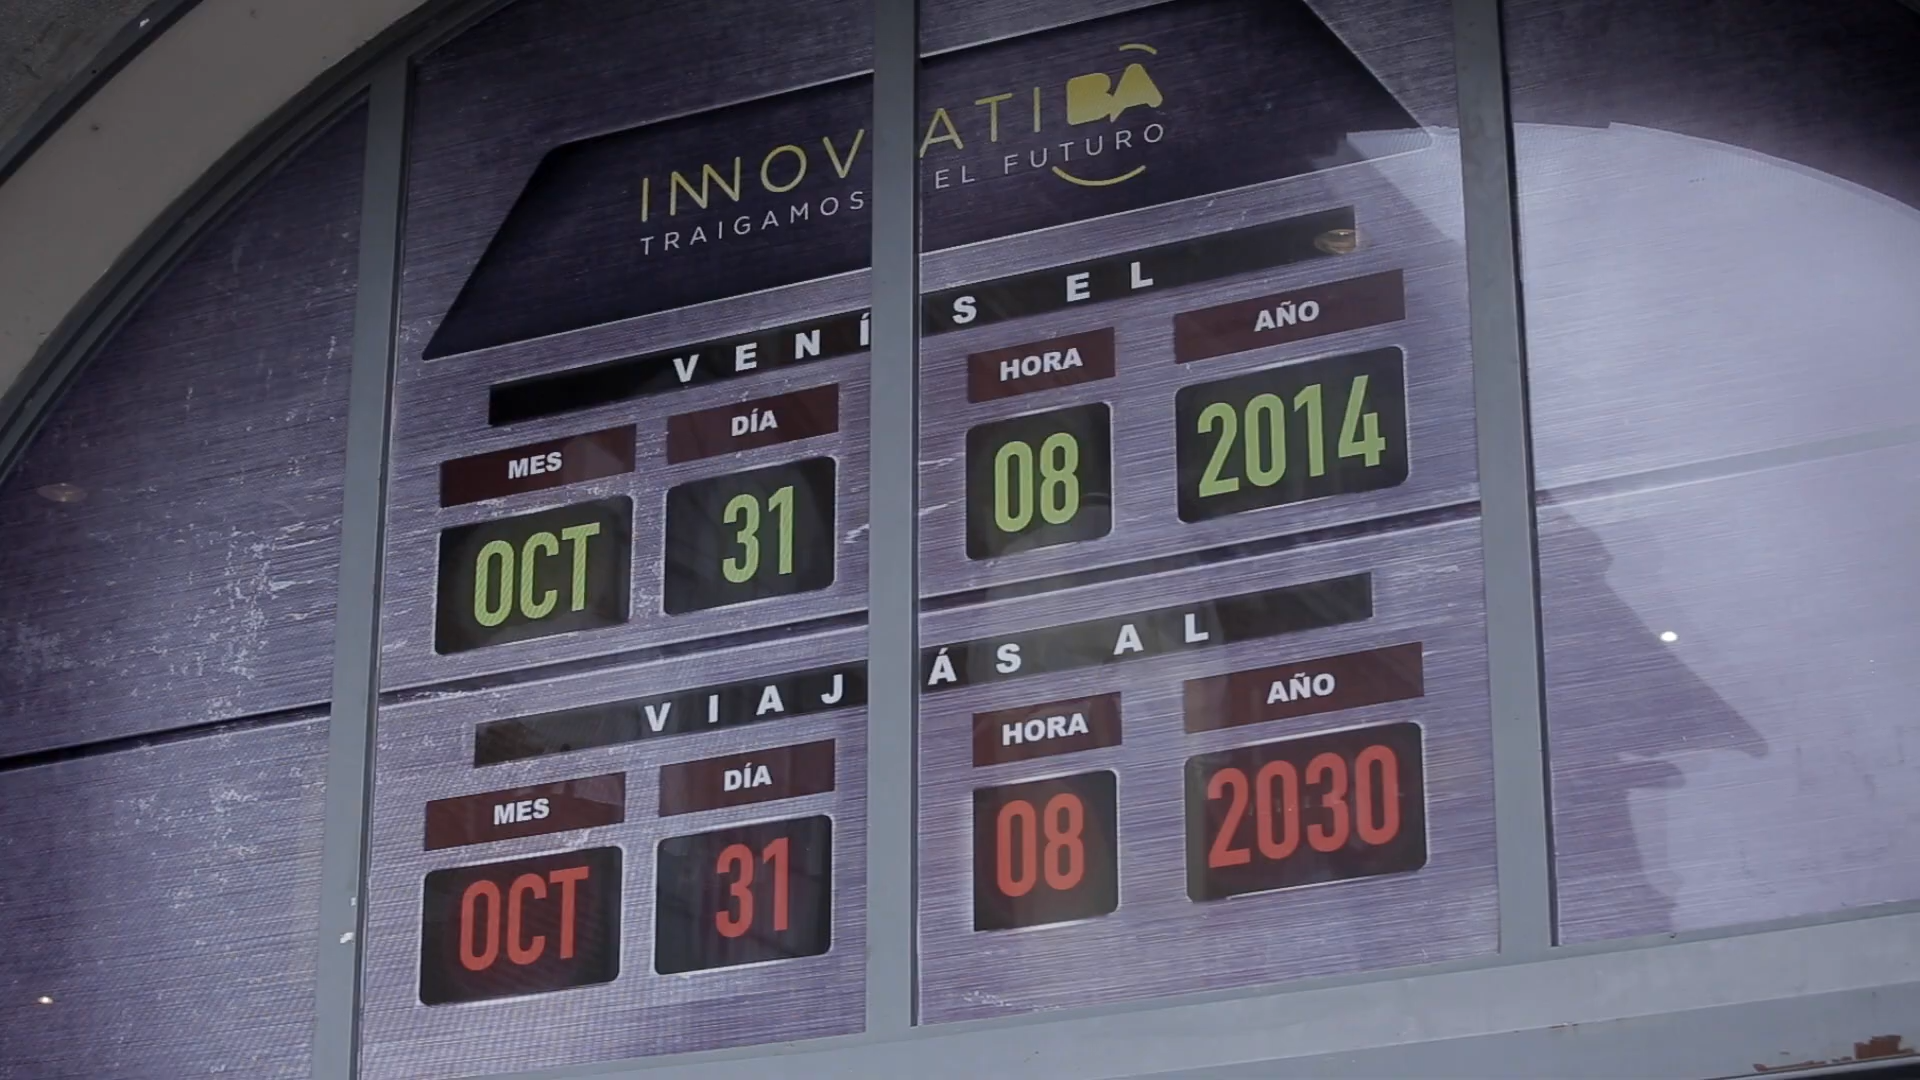 INNOVATIBA
TRAIGAMOS EL FUTURO
VENÍS EL
MES DÍA HORA AÑO
OCT 31 08 2014
VIAJÁS AL
MES DÍA HORA AÑO
OCT 31 08 2030